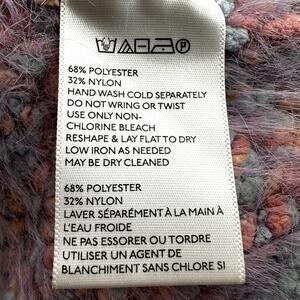 68% POLYESTER
32% NYLON
HAND WASH COLD SEPARATELY
DO NOT WRING OR TWIST
USE ONLY NON-
CHLORINE BLEACH
RESHAPE & LAY FLAT TO DRY
LOW IRON AS NEEDED
MAY BE DRY CLEANED
68% POLYESTER
32% NYLON
LAVER SÉPARÉMENT À LA MAIN À
L'EAU FROIDE
NE PAS ESSORER OU TORDRE
UTILISER UN AGENT DE
BLANCHIMENT SANS CHLORE SI